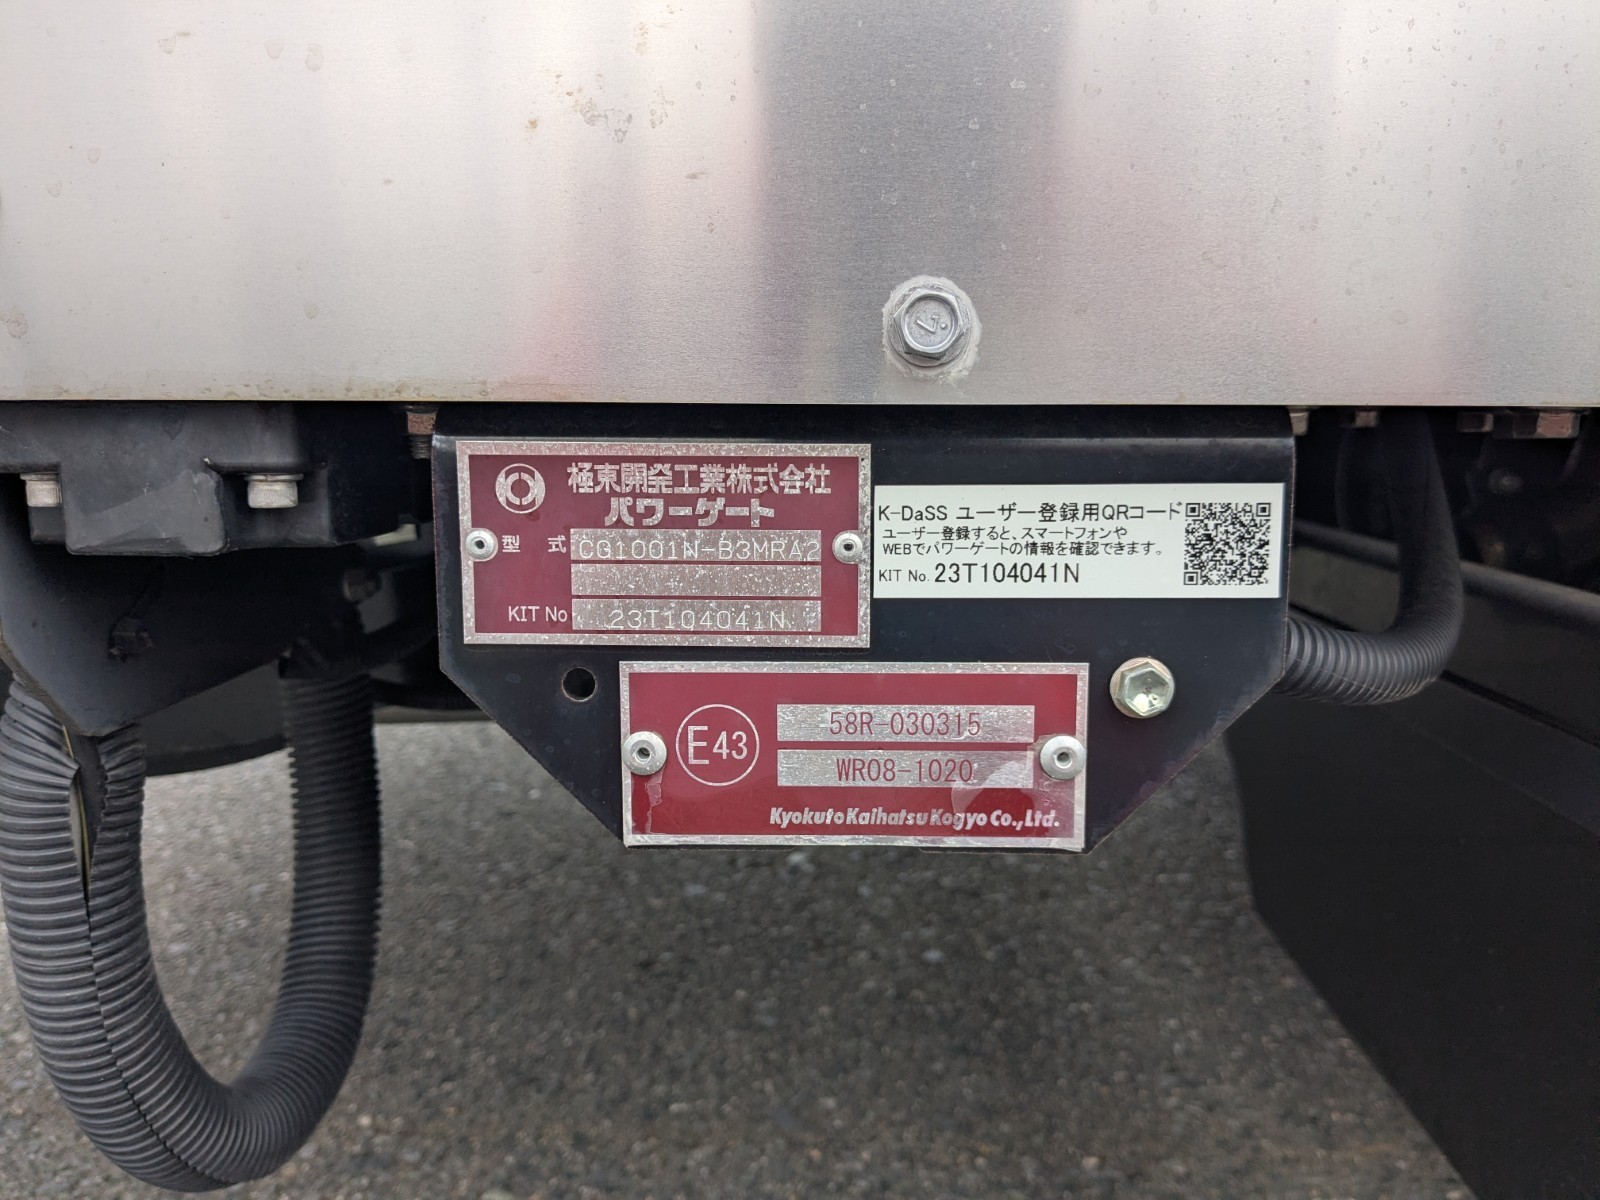 極東開発工業株式会社
パワーゲート
型 式 CG1001N-B3MRA2
KIT No 23T104041N
K-DaSS ユーザー登録用QRコード
ユーザー登録すると、スマートフォンや
WEBでパワーゲートの情報を確認できます。
KIT No. 23T104041N
E43
58R-030315
WR08-1020
Kyokuto Kaihatsu Kogyo Co., Ltd.